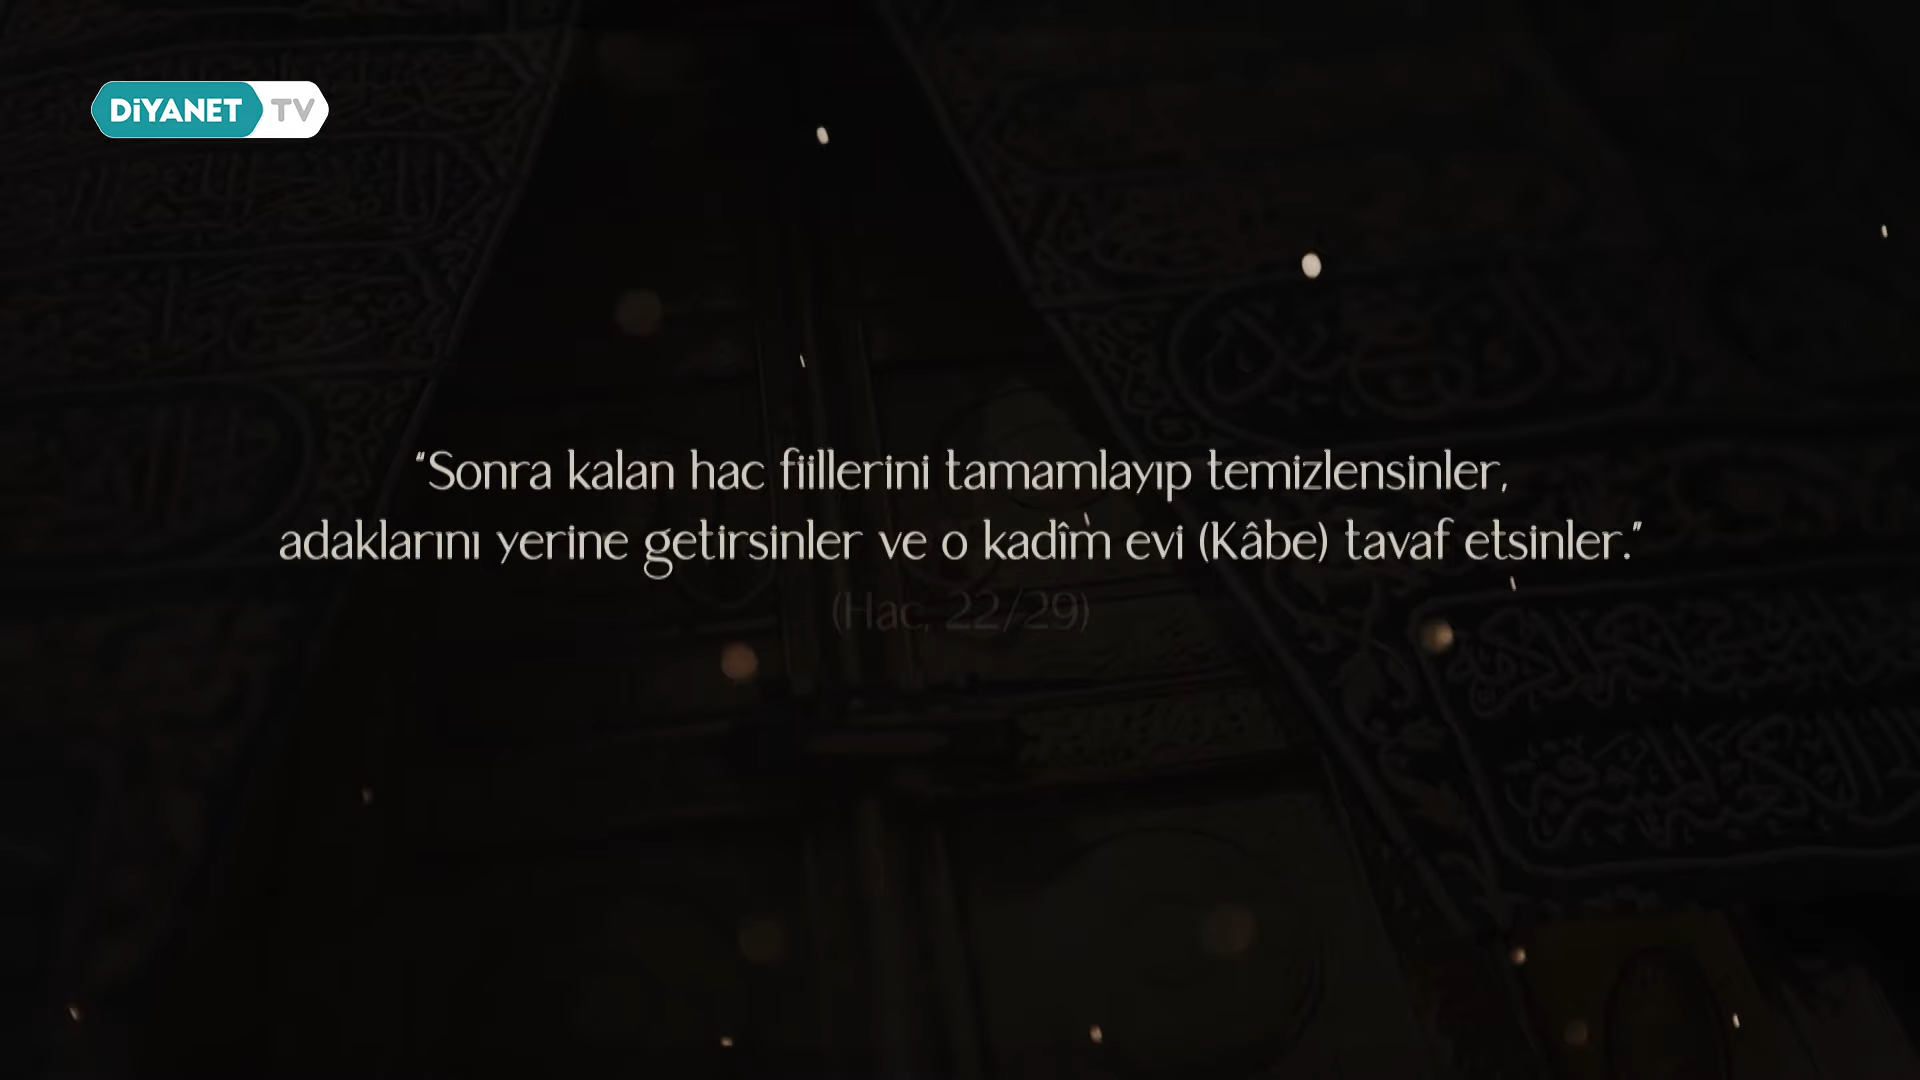 DİYANET TV
“Sonra kalan hac fiillerini tamamlayıp temizlensinler,
adaklarını yerine getirsinler ve o kadîm evi (Kâbe) tavaf etsinler.”
(Hac, 22/29)